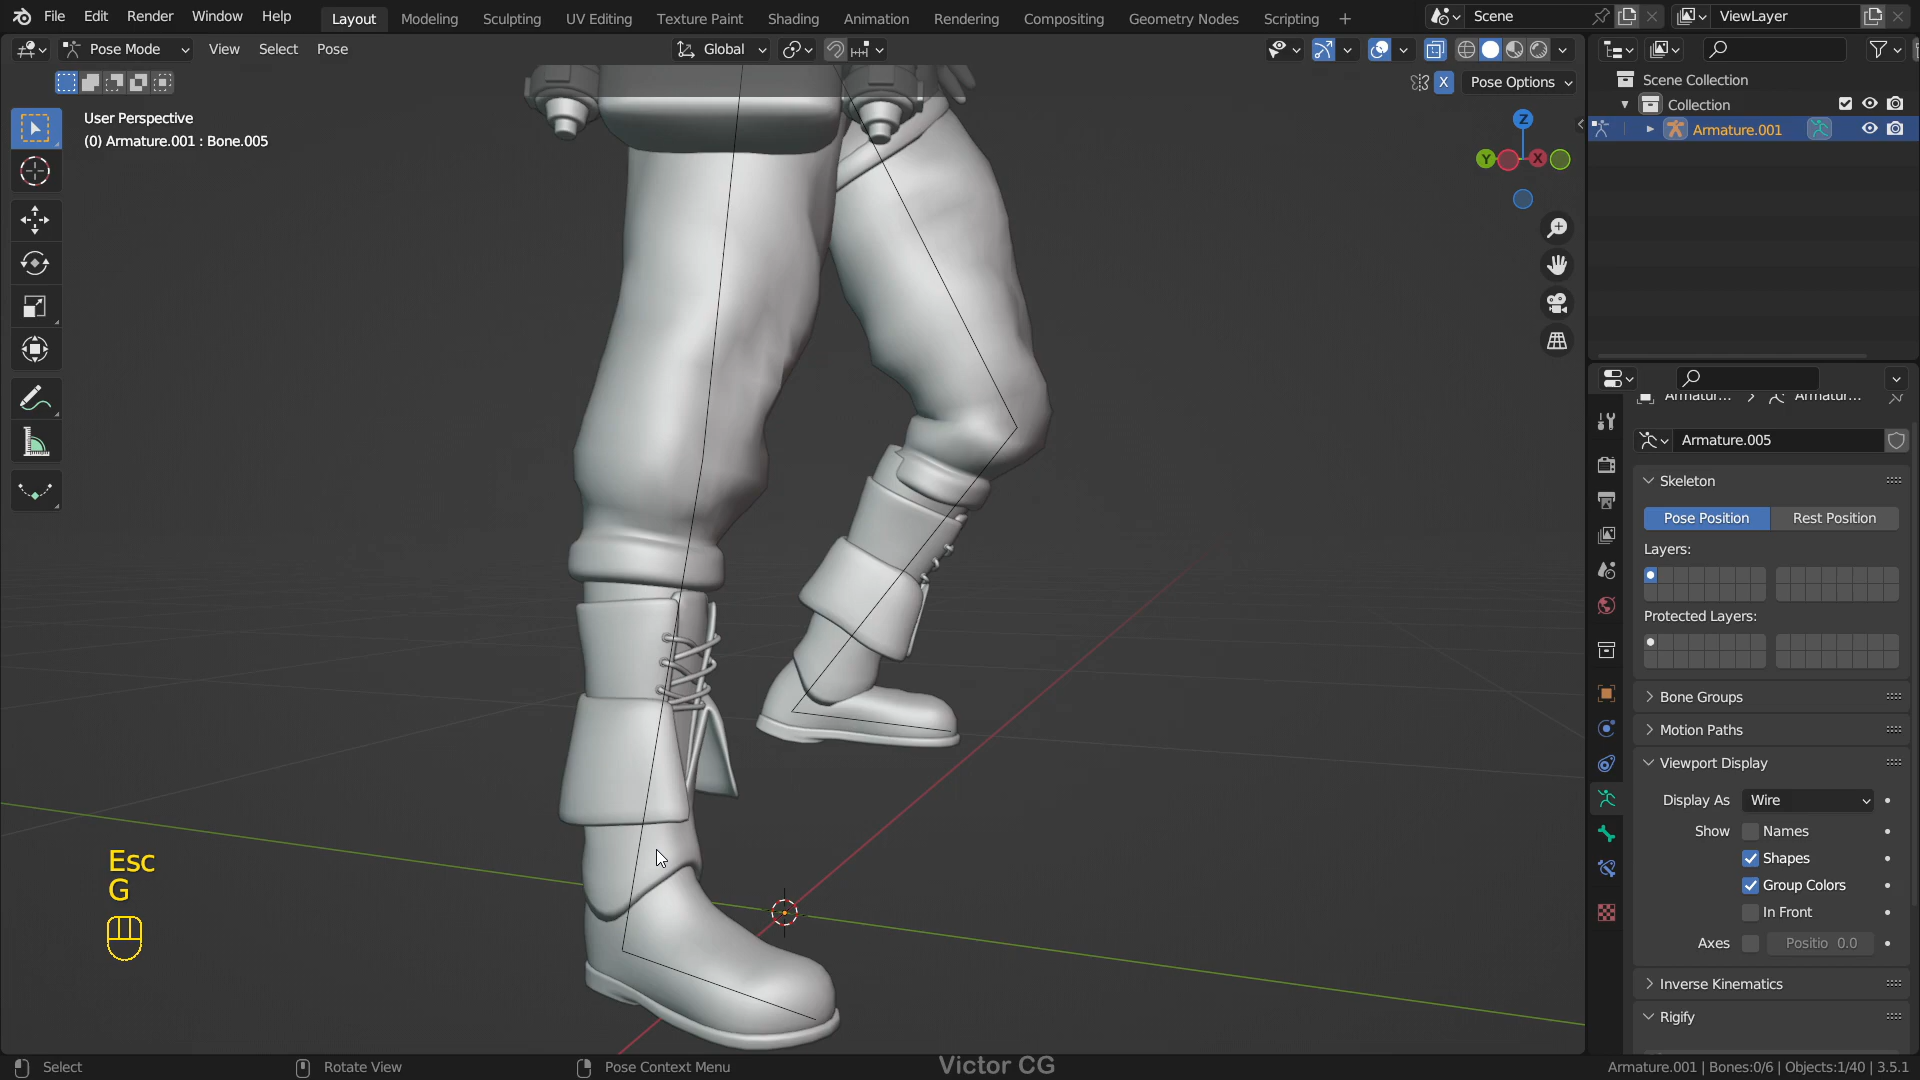 File Edit Render Window Help Layout Modeling Sculpting UV Editing Texture Paint Shading Animation Rendering Compositing Geometry Nodes Scripting + Scene ViewLayer
Pose Mode View Select Pose Global
X Pose Options
User Perspective
(0) Armature.001 : Bone.005
Z
Y X
Scene Collection
Collection
Armature.001
Armatur... > Armatur...
Armature.005
Skeleton
Pose Position Rest Position
Layers:
Protected Layers:
Bone Groups
Motion Paths
Viewport Display
Display As Wire
Show Names
Shapes
Group Colors
In Front
Axes Positio 0.0
Inverse Kinematics
Rigify
Esc
G
Select Rotate View Pose Context Menu Victor CG Armature.001 | Bones:0/6 | Objects:1/40 | 3.5.1